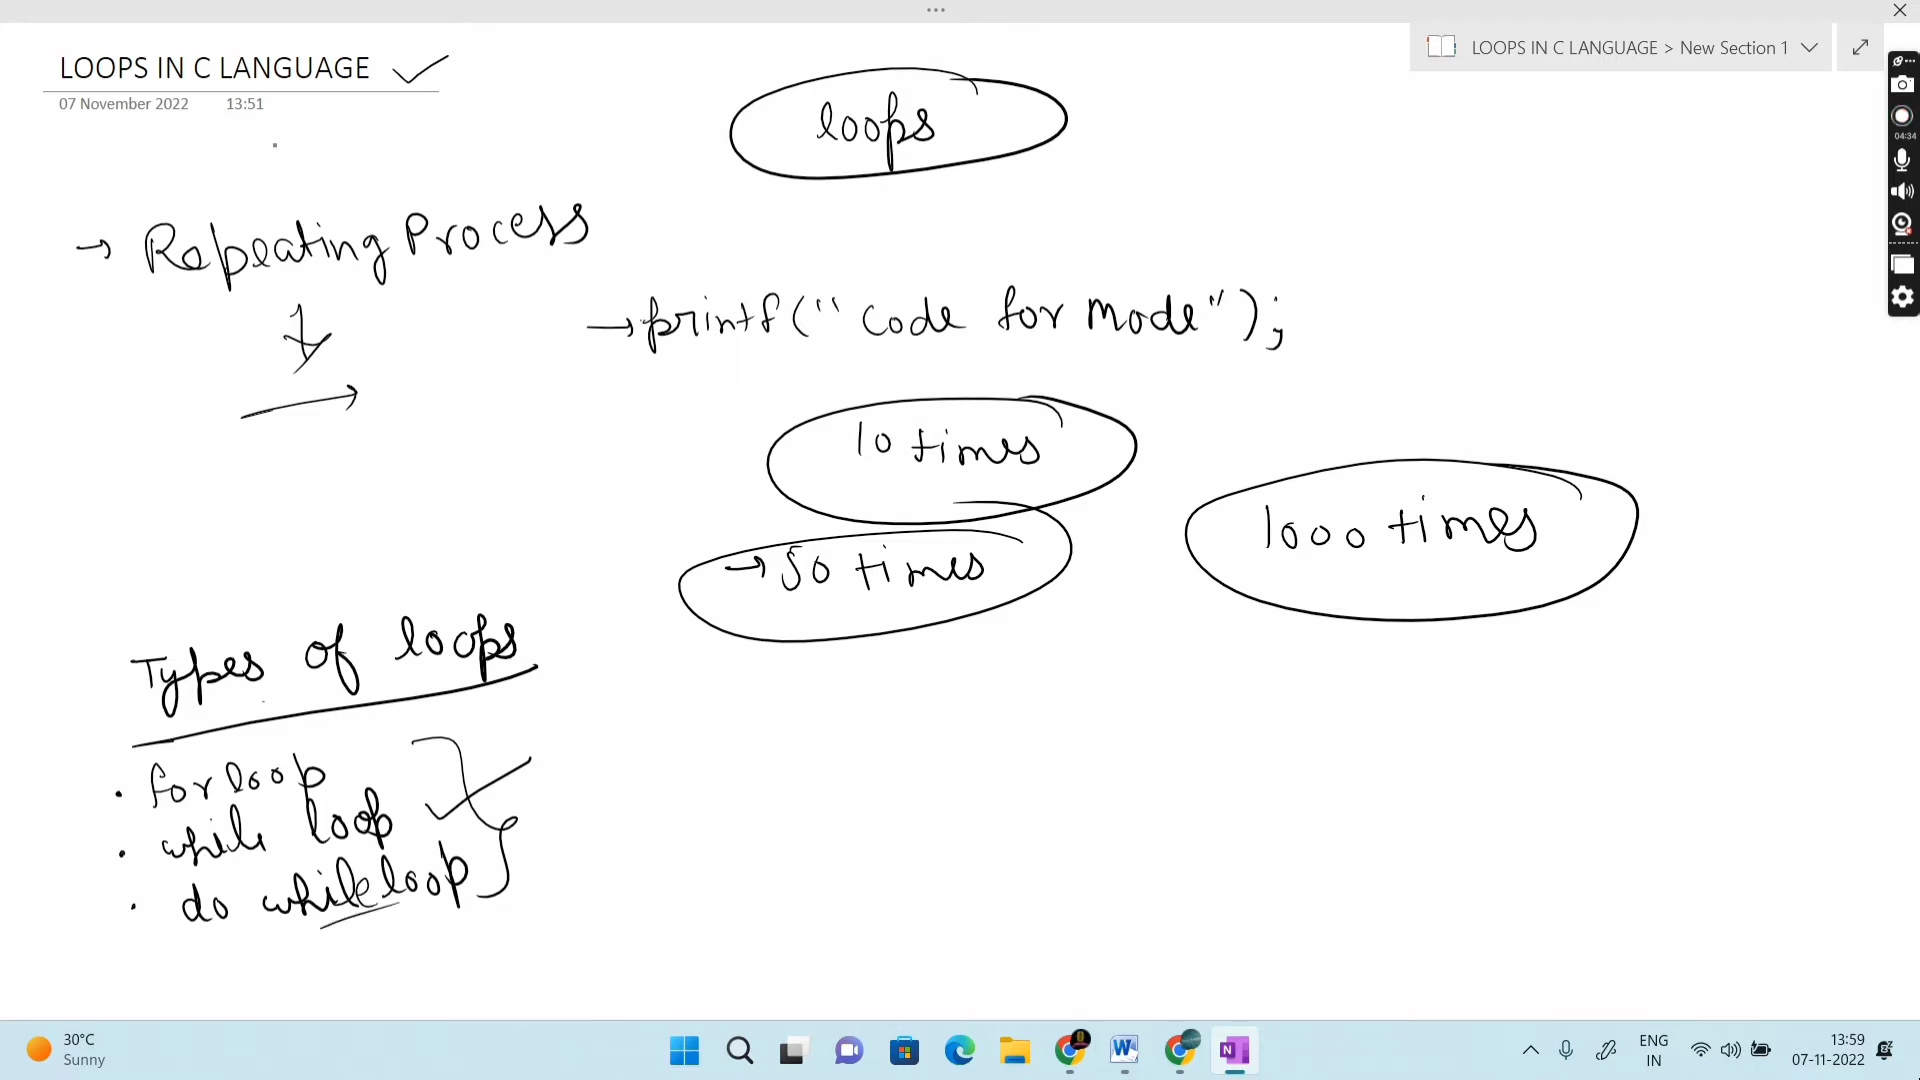 LOOPS IN C LANGUAGE
07 November 2022 13:51
LOOPS IN C LANGUAGE > New Section 1
04:34
loops
→ Repeating Process
→ printf("code for mode");
10 times
→ 50 times
1000 times
Types of loops
• for loop
• while loop
• do while loop
30°C
Sunny
ENG
IN
13:59
07-11-2022